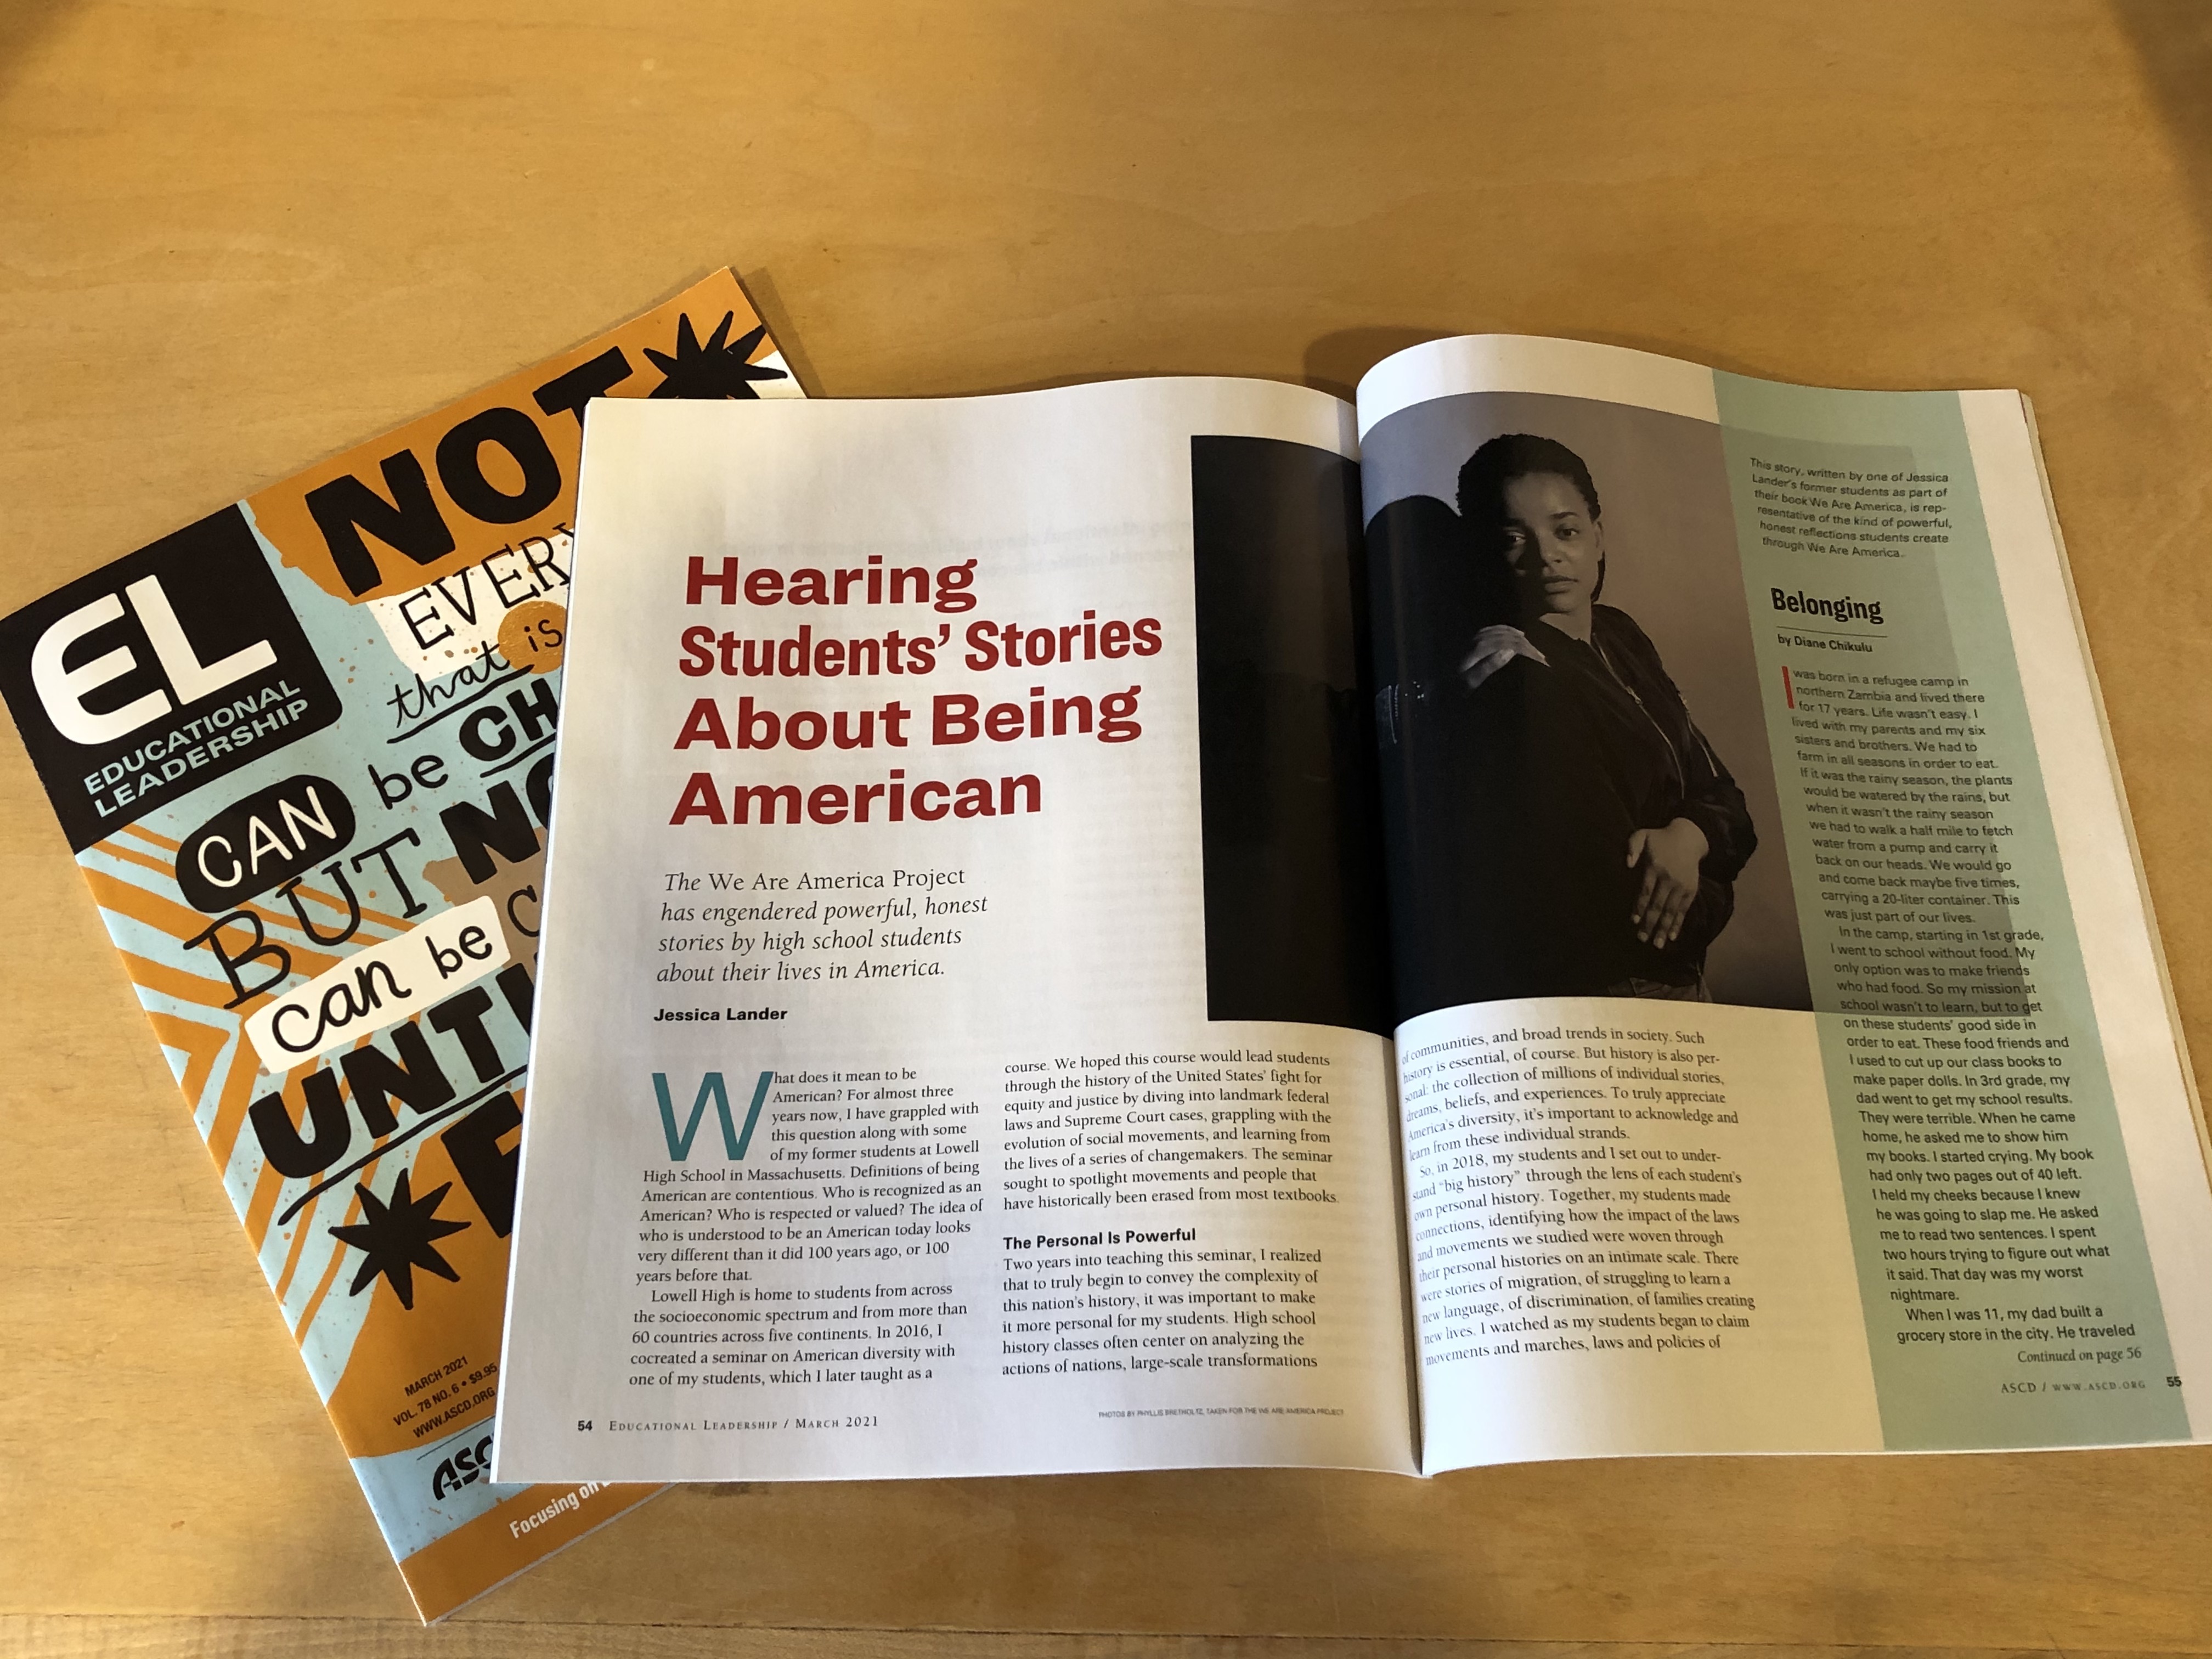 EL
EDUCATIONAL
LEADERSHIP
NOT
EVERY
that is
CAN be CH
BUT NO
can be C
UNTI
F
MARCH 2021
VOL. 78 NO. 6 • $9.95
WWW.ASCD.ORG
ASC
Focusing on
Hearing
Students' Stories
About Being
American
The We Are America Project
has engendered powerful, honest
stories by high school students
about their lives in America.
Jessica Lander
What does it mean to be
American? For almost three
years now, I have grappled with
this question along with some
of my former students at Lowell
High School in Massachusetts. Definitions of being
American are contentious. Who is recognized as an
American? Who is respected or valued? The idea of
who is understood to be an American today looks
very different than it did 100 years ago, or 100
years before that.
Lowell High is home to students from across
the socioeconomic spectrum and from more than
60 countries across five continents. In 2016, I
cocreated a seminar on American diversity with
one of my students, which I later taught as a
course. We hoped this course would lead students
through the history of the United States' fight for
equity and justice by diving into landmark federal
laws and Supreme Court cases, grappling with the
evolution of social movements, and learning from
the lives of a series of changemakers. The seminar
sought to spotlight movements and people that
have historically been erased from most textbooks.
The Personal Is Powerful
Two years into teaching this seminar, I realized
that to truly begin to convey the complexity of
this nation's history, it was important to make
it more personal for my students. High school
history classes often center on analyzing the
actions of nations, large-scale transformations
54 EDUCATIONAL LEADERSHIP / MARCH 2021
PHOTOS BY PHYLLIS BRETHOLTZ, TAKEN FOR THE WE ARE AMERICA PROJECT
of communities, and broad trends in society. Such
history is essential, of course. But history is also per-
sonal: the collection of millions of individual stories,
dreams, beliefs, and experiences. To truly appreciate
America's diversity, it's important to acknowledge and
learn from these individual strands.
So, in 2018, my students and I set out to under-
stand "big history" through the lens of each student's
own personal history. Together, my students made
connections, identifying how the impact of the laws
and movements we studied were woven through
their personal histories on an intimate scale. There
were stories of migration, of struggling to learn a
new language, of discrimination, of families creating
new lives. I watched as my students began to claim
movements and marches, laws and policies of
This story, written by one of Jessica
Lander's former students as part of
their book We Are America, is rep-
resentative of the kind of powerful,
honest reflections students create
through We Are America.
Belonging
by Diane Chikulu
I was born in a refugee camp in
northern Zambia and lived there
for 17 years. Life wasn't easy. I
lived with my parents and my six
sisters and brothers. We had to
farm in all seasons in order to eat.
If it was the rainy season, the plants
would be watered by the rains, but
when it wasn't the rainy season
we had to walk a half mile to fetch
water from a pump and carry it
back on our heads. We would go
and come back maybe five times,
carrying a 20-liter container. This
was just part of our lives.
In the camp, starting in 1st grade,
I went to school without food. My
only option was to make friends
who had food. So my mission at
school wasn't to learn, but to get
on these students' good side in
order to eat. These food friends and
I used to cut up our class books to
make paper dolls. In 3rd grade, my
dad went to get my school results.
They were terrible. When he came
home, he asked me to show him
my books. I started crying. My book
had only two pages out of 40 left.
I held my cheeks because I knew
he was going to slap me. He asked
me to read two sentences. I spent
two hours trying to figure out what
it said. That day was my worst
nightmare.
When I was 11, my dad built a
grocery store in the city. He traveled
Continued on page 56
ASCD / WWW.ASCD.ORG 55